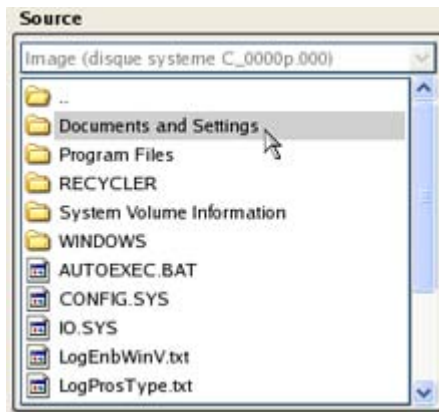 Source
Image (disque systeme C_0000p.000)
..
Documents and Settings
Program Files
RECYCLER
System Volume Information
WINDOWS
AUTOEXEC.BAT
CONFIG.SYS
IO.SYS
LogEnbWinV.txt
LogProsType.txt